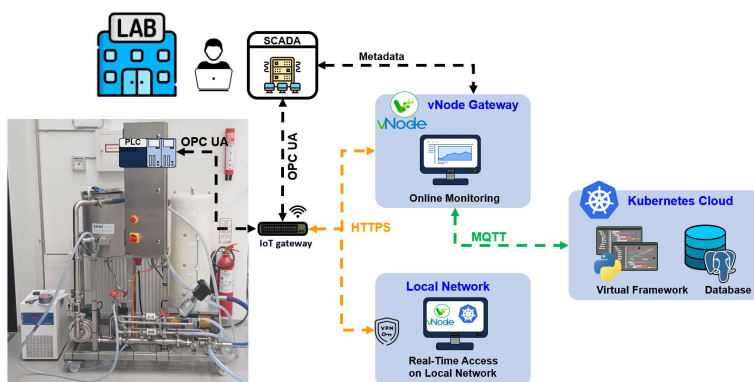 LAB
SCADA
Metadata
vNode Gateway
vNode
PLC
OPC UA
OPC UA
Online Monitoring
Kubernetes Cloud
HTTPS
IoT gateway
MQTT
Virtual Framework
Database
Local Network
vNode
VPN
Real-Time Access
on Local Network